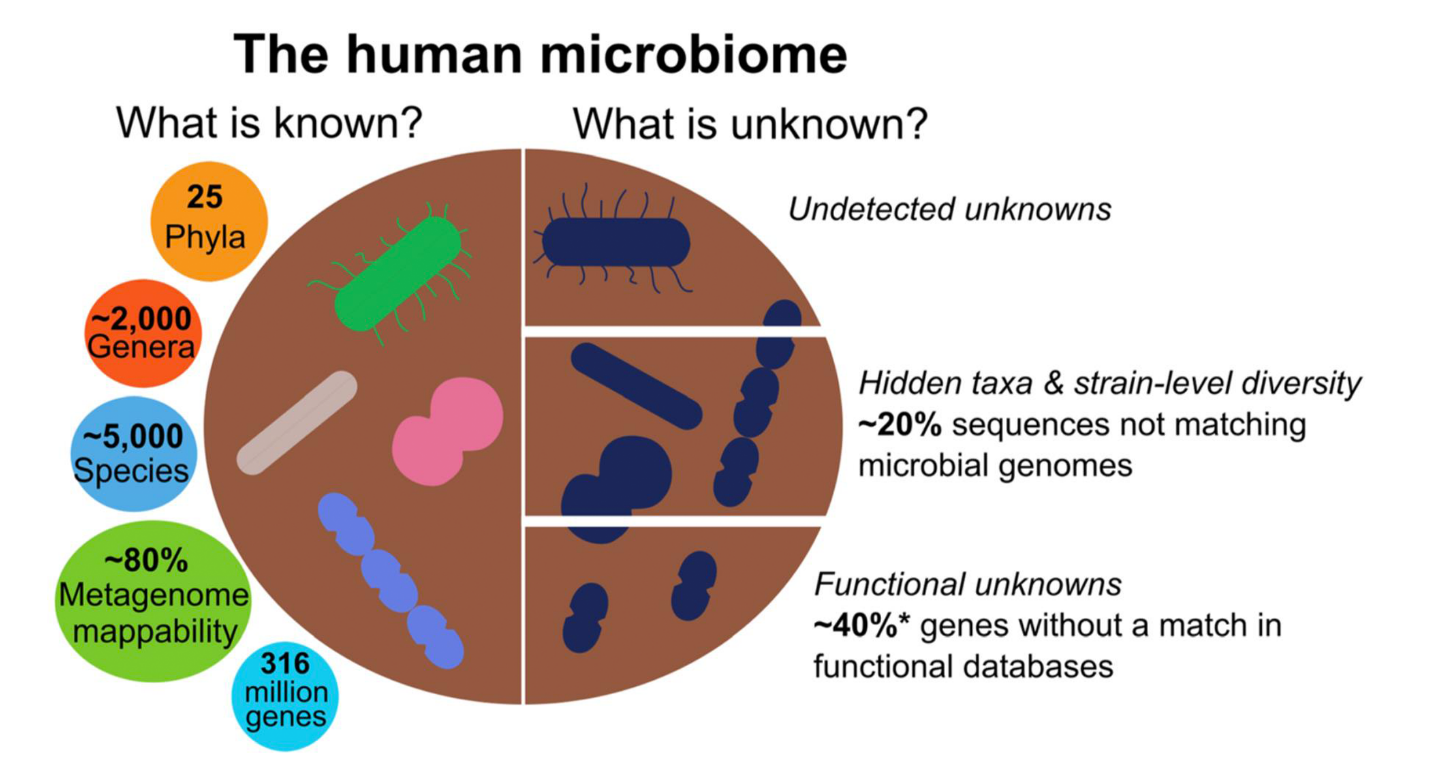 The human microbiome
What is known?
What is unknown?
25
Phyla
~2,000
Genera
~5,000
Species
~80%
Metagenome
mappability
316
million
genes
Undetected unknowns
Hidden taxa & strain-level diversity
~20% sequences not matching
microbial genomes
Functional unknowns
~40%* genes without a match in
functional databases